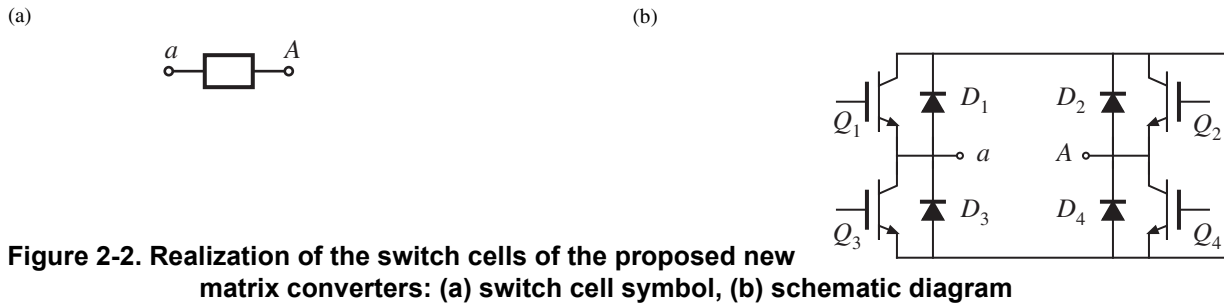 (a)
(b)
a A
D1 D2
Q1 Q2
a A
D3 D4
Q3 Q4
Figure 2-2. Realization of the switch cells of the proposed new
matrix converters: (a) switch cell symbol, (b) schematic diagram